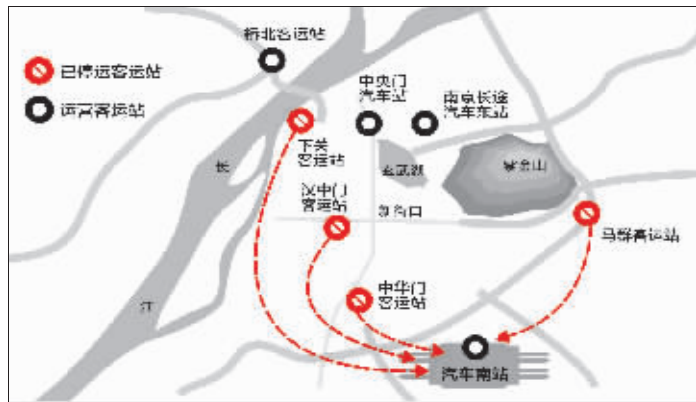 桥北客运站
已停运客运站
运营客运站
中央门
汽车站
南京长途
汽车东站
下关
客运站
玄武湖
紫金山
长
汉中门
客运站
新街口
马群客运站
中华门
客运站
江
汽车南站